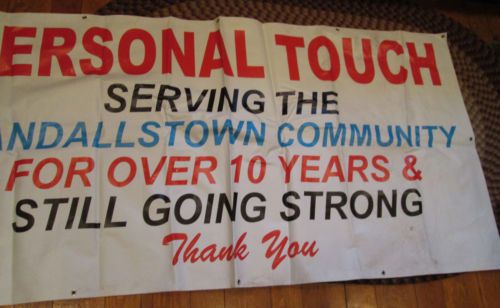 ERSONAL TOUCH
SERVING THE
ANDALLSTOWN COMMUNITY
FOR OVER 10 YEARS &
STILL GOING STRONG
Thank You